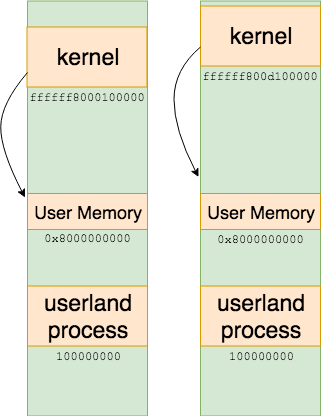 kernel
ffffff8000100000
User Memory
0x8000000000
userland
process
100000000
kernel
ffffff800d100000
User Memory
0x8000000000
userland
process
100000000